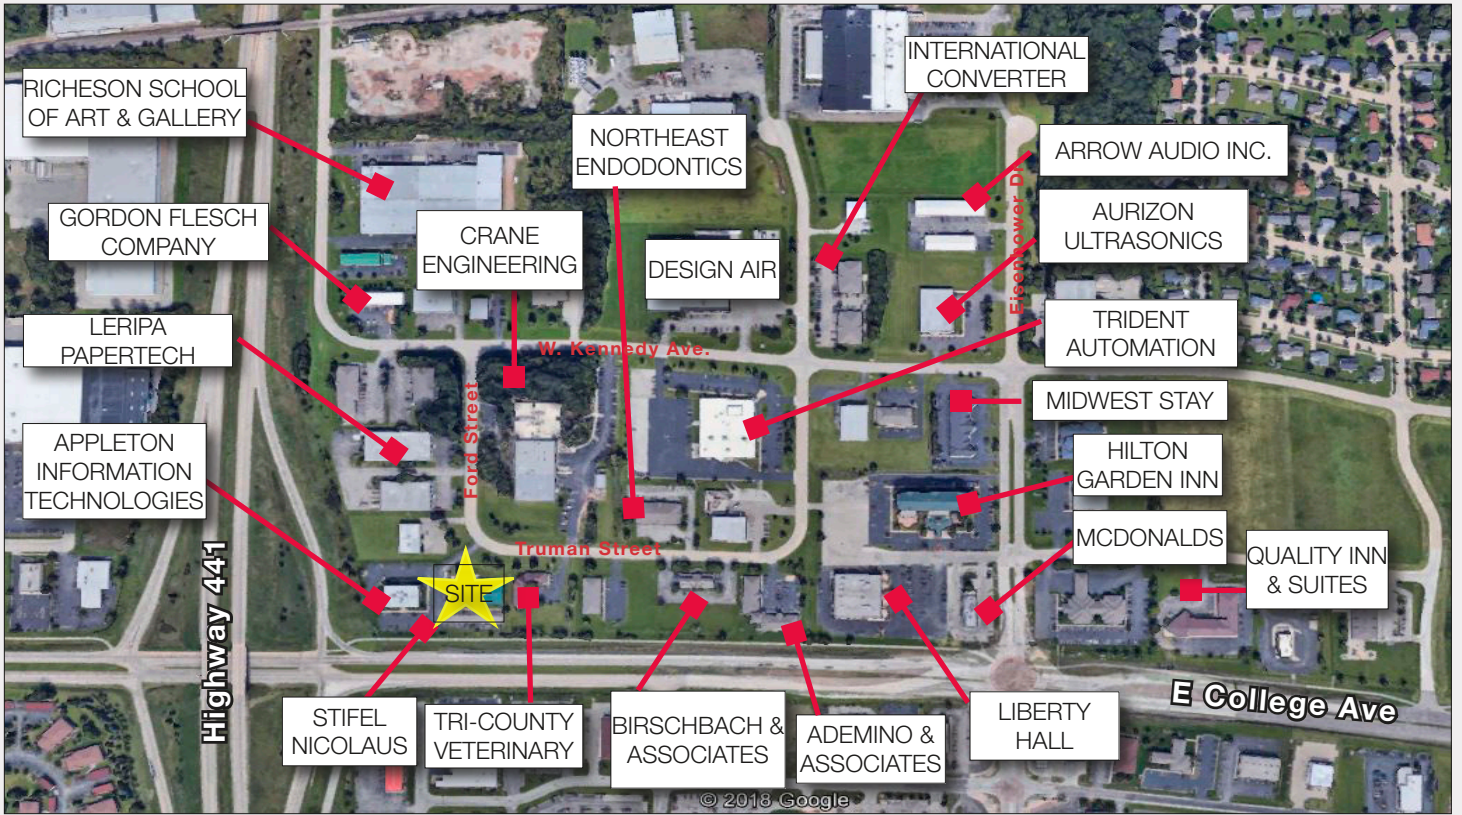 INTERNATIONAL
CONVERTER
RICHESON SCHOOL
OF ART & GALLERY
NORTHEAST
ENDODONTICS
ARROW AUDIO INC.
GORDON FLESCH
COMPANY
CRANE
ENGINEERING
DESIGN AIR
Eisenhower Dr.
AURIZON
ULTRASONICS
LERIPA
PAPERTECH
W. Kennedy Ave.
TRIDENT
AUTOMATION
MIDWEST STAY
APPLETON
INFORMATION
TECHNOLOGIES
Ford Street
HILTON
GARDEN INN
Truman Street
MCDONALDS
QUALITY INN
& SUITES
SITE
Highway 441
E College Ave
STIFEL
NICOLAUS
TRI-COUNTY
VETERINARY
BIRSCHBACH &
ASSOCIATES
ADEMINO &
ASSOCIATES
LIBERTY
HALL
© 2018 Google